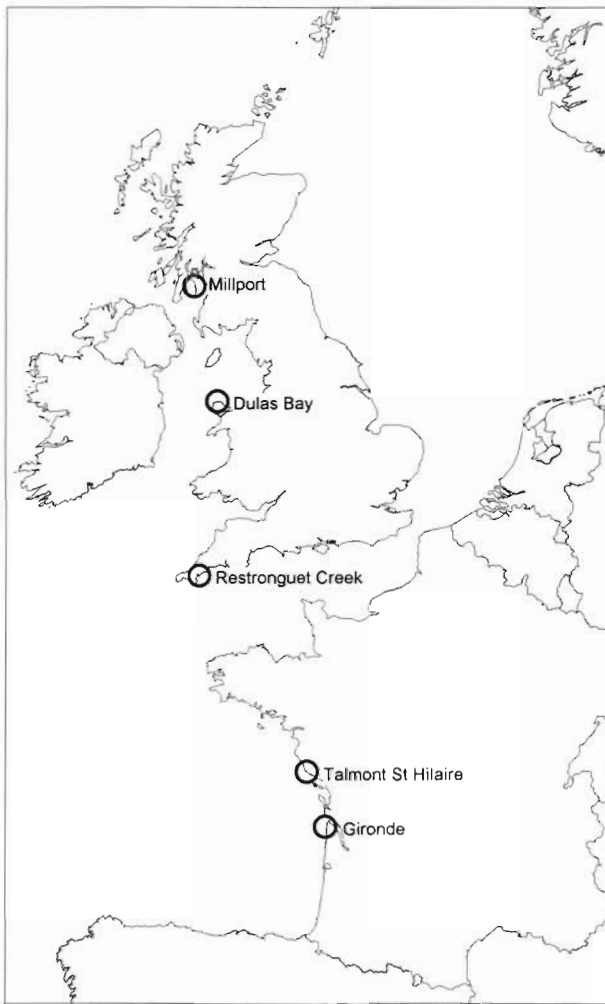 Millport
Dulas Bay
Restronguet Creek
Talmont St Hilaire
Gironde